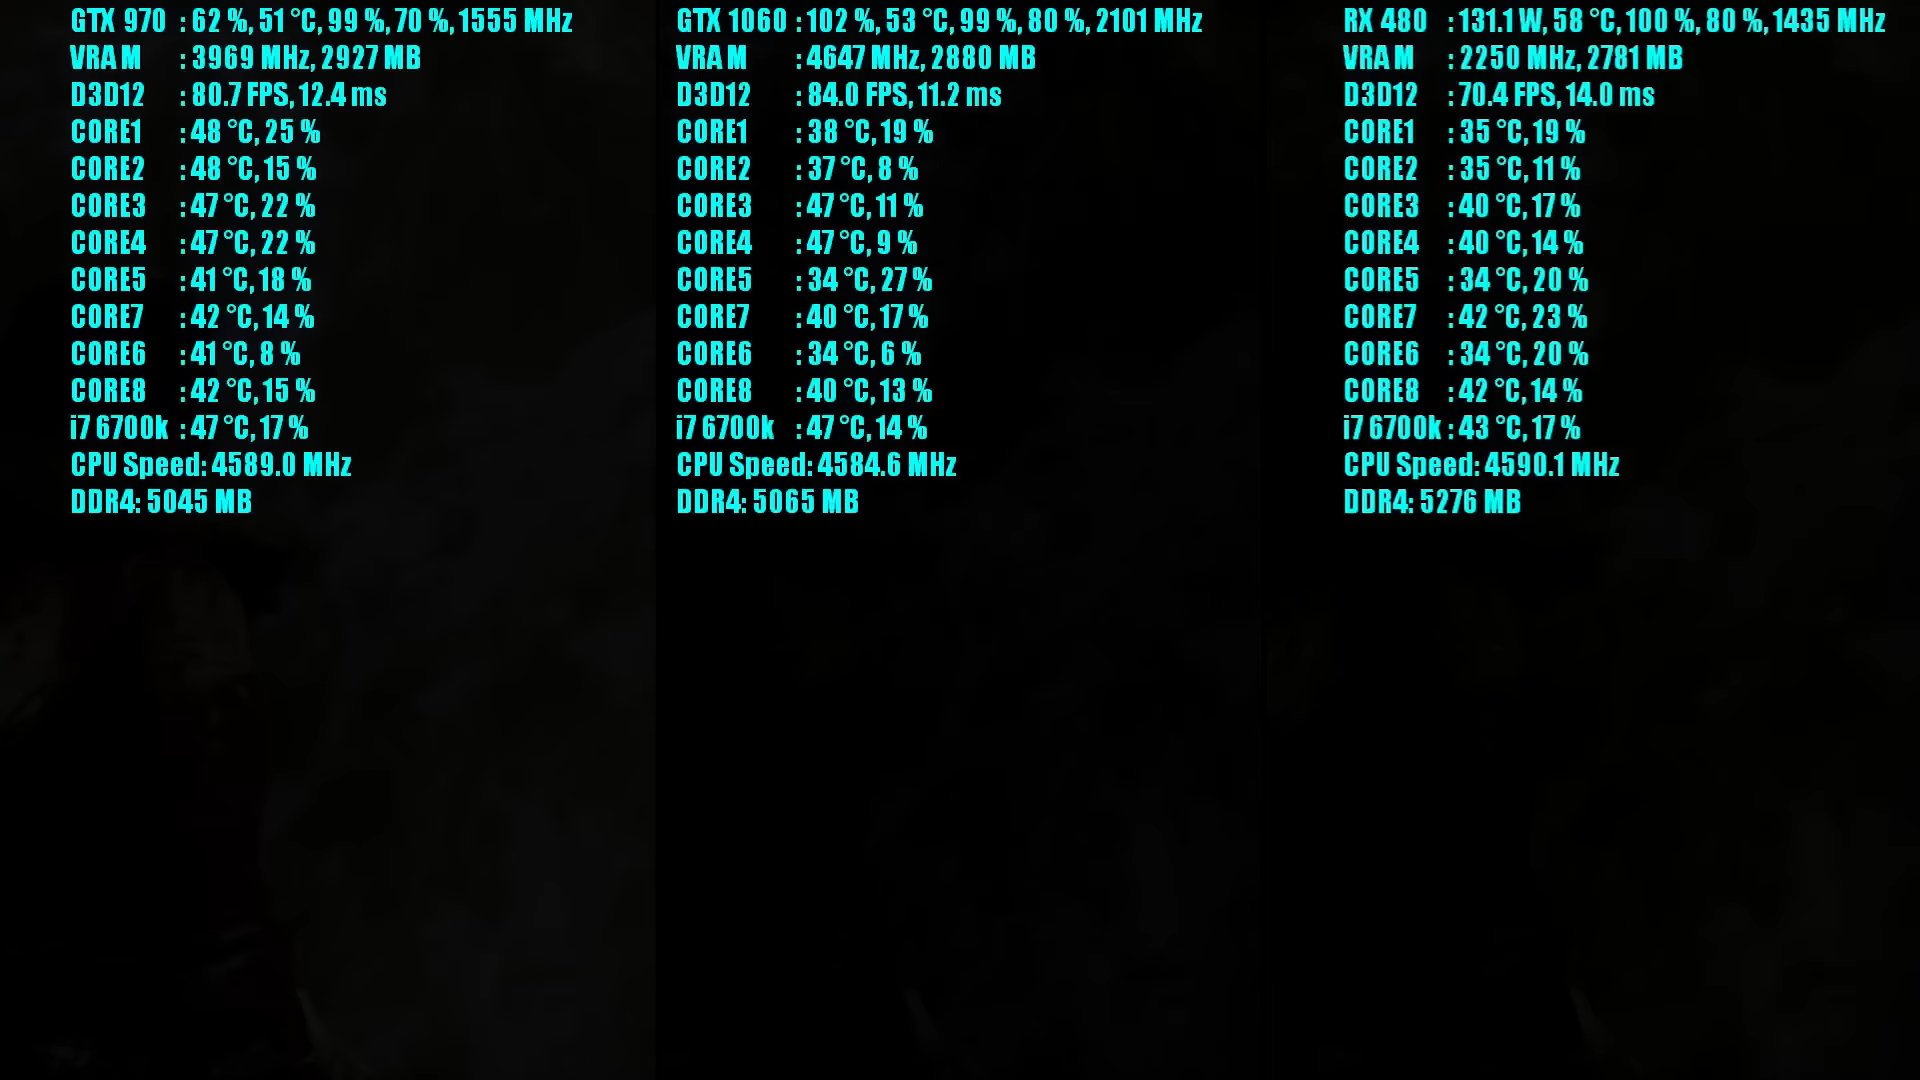 GTX 970 : 62 %, 51 °C, 99 %, 70 %, 1555 MHz
VRAM : 3969 MHz, 2927 MB
D3D12 : 80.7 FPS, 12.4 ms
CORE1 : 48 °C, 25 %
CORE2 : 48 °C, 15 %
CORE3 : 47 °C, 22 %
CORE4 : 47 °C, 22 %
CORE5 : 41 °C, 18 %
CORE7 : 42 °C, 14 %
CORE6 : 41 °C, 8 %
CORE8 : 42 °C, 15 %
i7 6700k : 47 °C, 17 %
CPU Speed: 4589.0 MHz
DDR4: 5045 MB
GTX 1060 : 102 %, 53 °C, 99 %, 80 %, 2101 MHz
VRAM : 4647 MHz, 2880 MB
D3D12 : 84.0 FPS, 11.2 ms
CORE1 : 38 °C, 19 %
CORE2 : 37 °C, 8 %
CORE3 : 47 °C, 11 %
CORE4 : 47 °C, 9 %
CORE5 : 34 °C, 27 %
CORE7 : 40 °C, 17 %
CORE6 : 34 °C, 6 %
CORE8 : 40 °C, 13 %
i7 6700k : 47 °C, 14 %
CPU Speed: 4584.6 MHz
DDR4: 5065 MB
RX 480 : 131.1 W, 58 °C, 100 %, 80 %, 1435 MHz
VRAM : 2250 MHz, 2781 MB
D3D12 : 70.4 FPS, 14.0 ms
CORE1 : 35 °C, 19 %
CORE2 : 35 °C, 11 %
CORE3 : 40 °C, 17 %
CORE4 : 40 °C, 14 %
CORE5 : 34 °C, 20 %
CORE7 : 42 °C, 23 %
CORE6 : 34 °C, 20 %
CORE8 : 42 °C, 14 %
i7 6700k : 43 °C, 17 %
CPU Speed: 4590.1 MHz
DDR4: 5276 MB